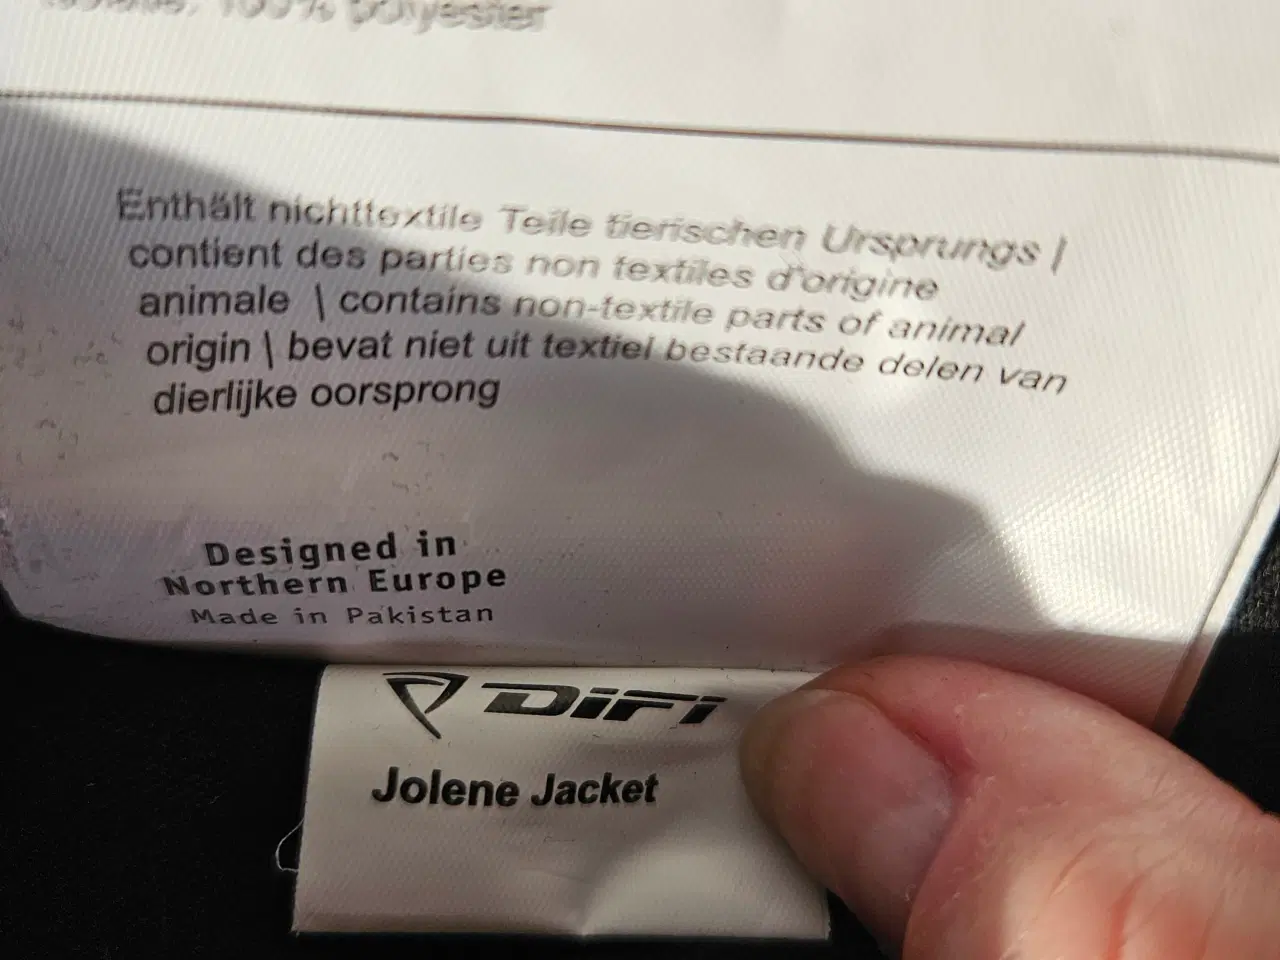 100% polyester
Enthält nichttextile Teile tierischen Ursprungs |
contient des parties non textiles d'origine
animale | contains non-textile parts of animal
origin | bevat niet uit textiel bestaande delen van
dierlijke oorsprong
Designed in
Northern Europe
Made in Pakistan
DiFi
Jolene Jacket